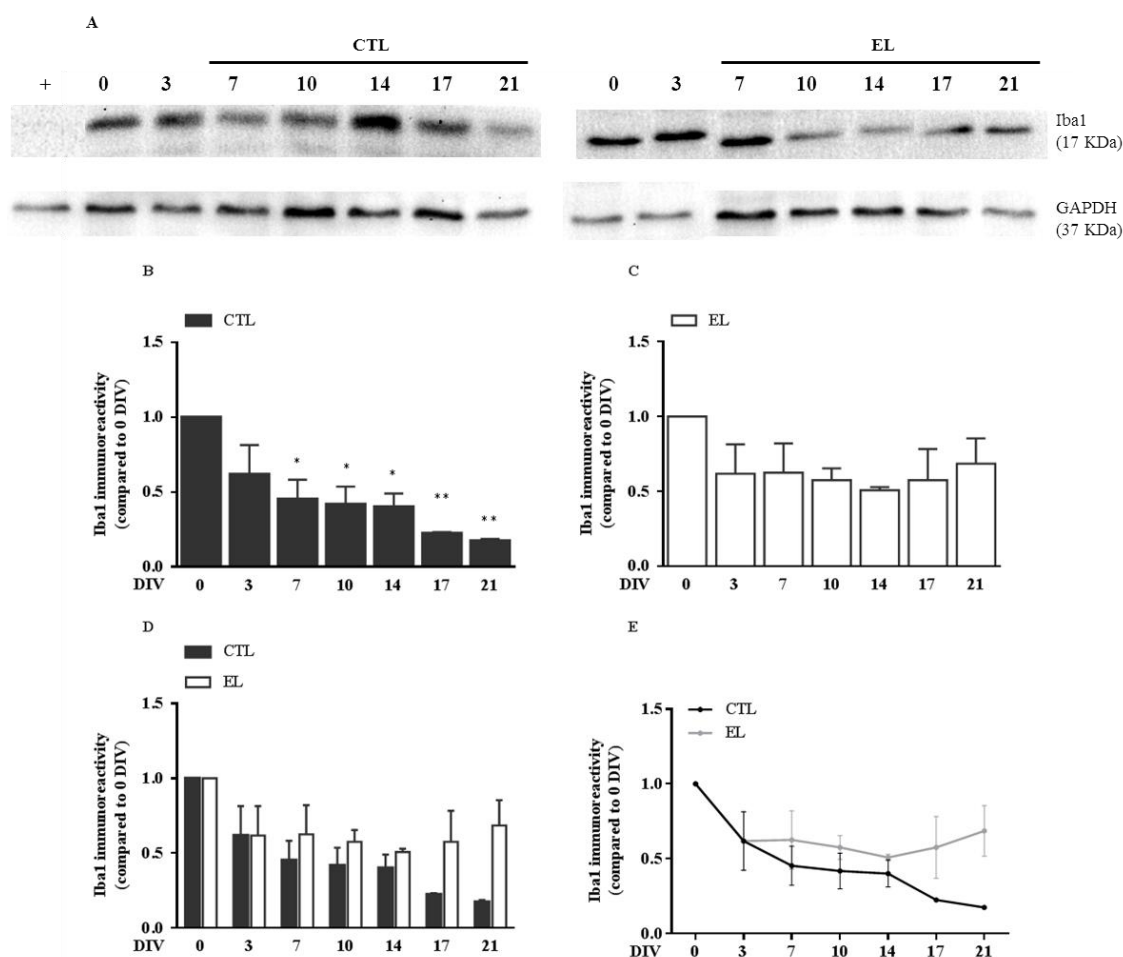 A
CTL
EL
+ 0 3 7 10 14 17 21
0 3 7 10 14 17 21
Iba1
(17 KDa)
GAPDH
(37 KDa)
B
CTL
Iba1 immunoreactivity
(compared to 0 DIV)
1.5
1.0
0.5
0.0
* * * ** **
DIV 0 3 7 10 14 17 21
C
EL
Iba1 immunoreactivity
(compared to 0 DIV)
1.5
1.0
0.5
0.0
DIV 0 3 7 10 14 17 21
D
CTL
EL
Iba1 immunoreactivity
(compared to 0 DIV)
1.5
1.0
0.5
0.0
DIV 0 3 7 10 14 17 21
E
CTL
EL
Iba1 immunoreactivity
(compared to 0 DIV)
1.5
1.0
0.5
0.0
DIV 0 3 7 10 14 17 21